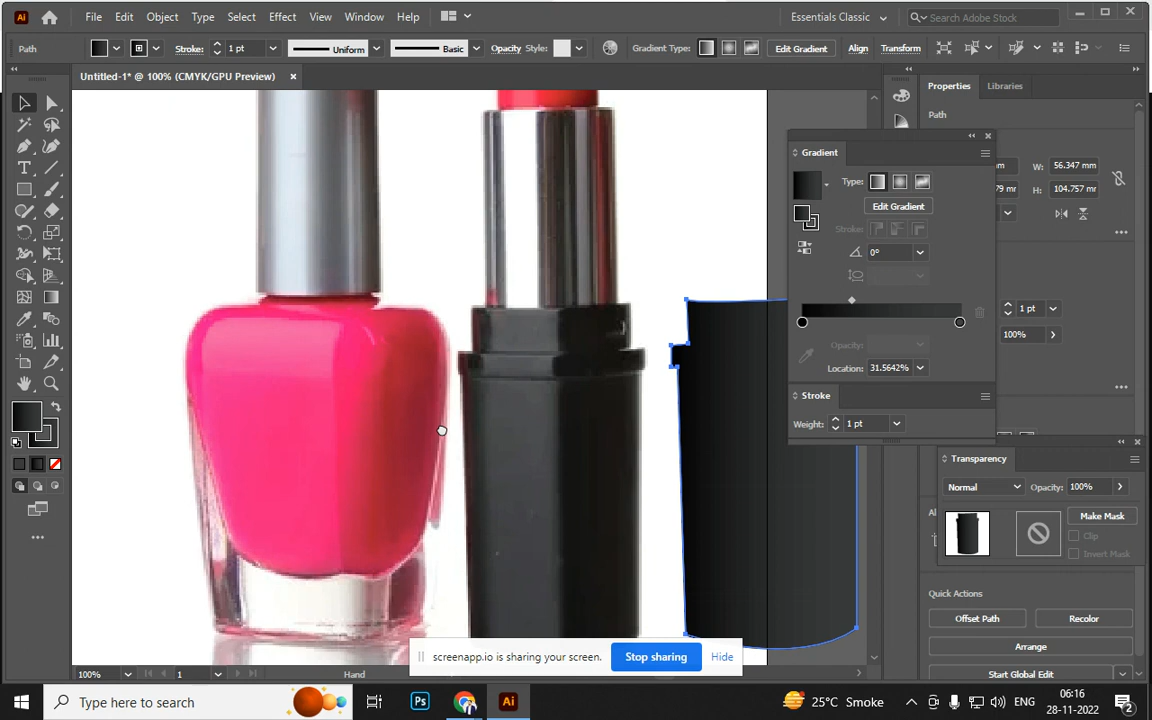 Ai File Edit Object Type Select Effect View Window Help Essentials Classic Search Adobe Stock
Path Stroke: 1 pt Uniform Basic Opacity Style: Gradient Type: Edit Gradient Align Transform
Untitled-1* @ 100% (CMYK/GPU Preview)
Properties Libraries
Path
Gradient
W: 56.347 mm
H: 104.757 mm
Type:
Edit Gradient
Stroke:
0°
Opacity:
Location: 31.5642%
Stroke
Weight: 1 pt
1 pt
100%
Transparency
Normal Opacity: 100%
Make Mask
Clip
Invert Mask
Quick Actions
Offset Path Recolor
Arrange
Start Global Edit
screenapp.io is sharing your screen. Stop sharing Hide
100% 1 Hand
Type here to search Ps Ai 25°C Smoke ENG 06:16
28-11-2022 2